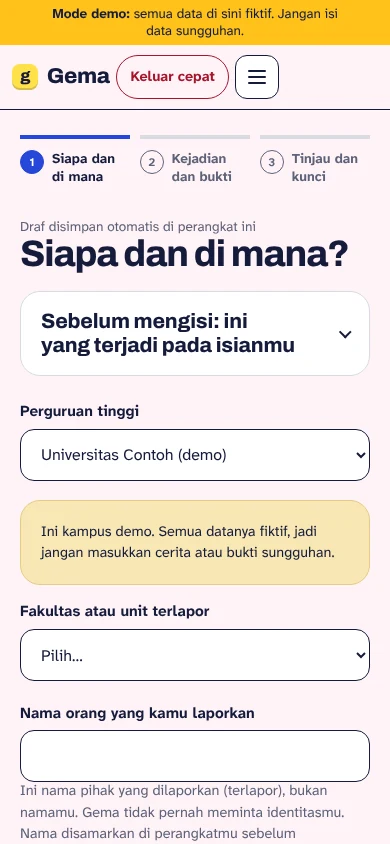 Mode demo: semua data di sini fiktif. Jangan isi
data sungguhan.
g Gema Keluar cepat
1 Siapa dan
di mana
2 Kejadian
dan bukti
3 Tinjau dan
kunci
Draf disimpan otomatis di perangkat ini
Siapa dan di mana?
Sebelum mengisi: ini
yang terjadi pada isianmu
Perguruan tinggi
Universitas Contoh (demo)
Ini kampus demo. Semua datanya fiktif, jadi
jangan masukkan cerita atau bukti sungguhan.
Fakultas atau unit terlapor
Pilih...
Nama orang yang kamu laporkan
Ini nama pihak yang dilaporkan (terlapor), bukan
namamu. Gema tidak pernah meminta identitasmu.
Nama disamarkan di perangkatmu sebelum